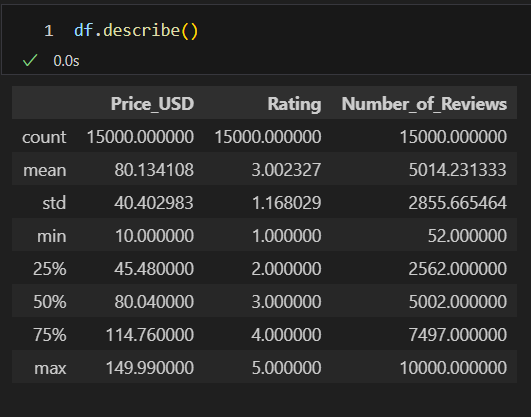 1 df.describe()
0.0s
Price_USD Rating Number_of_Reviews
count 15000.000000 15000.000000 15000.000000
mean 80.134108 3.002327 5014.231333
std 40.402983 1.168029 2855.665464
min 10.000000 1.000000 52.000000
25% 45.480000 2.000000 2562.000000
50% 80.040000 3.000000 5002.000000
75% 114.760000 4.000000 7497.000000
max 149.990000 5.000000 10000.000000